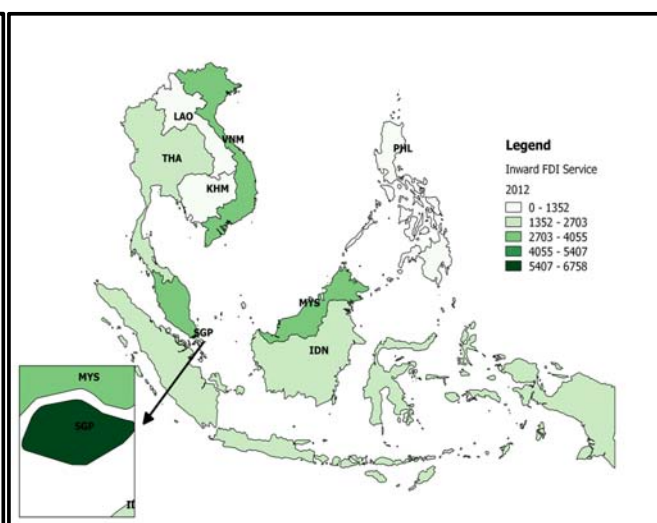 LAO
VNM
THA
KHM
PHL
Legend
Inward FDI Service
2012
0 - 1352
1352 - 2703
2703 - 4055
4055 - 5407
5407 - 6758
MYS
SGP
IDN
MYS
SGP
II